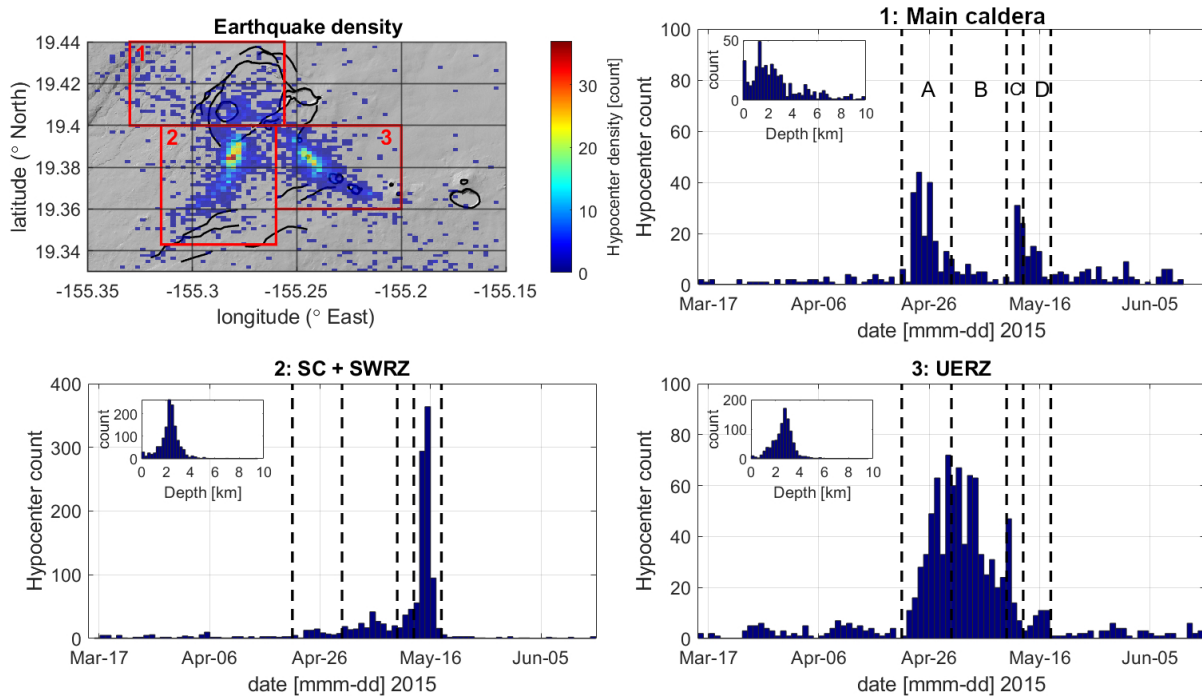 Earthquake density
19.44
19.42
19.4
19.38
19.36
19.34
latitude (° North)
1
2
3
-155.35
-155.3
-155.25
-155.2
-155.15
longitude (° East)
30
20
10
0
Hypocenter density [count]
1: Main caldera
100
80
60
40
20
0
Hypocenter count
50
0
count
0 2 4 6 8 10
Depth [km]
A
B
C
D
Mar-17
Apr-06
Apr-26
May-16
Jun-05
date [mmm-dd] 2015
2: SC + SWRZ
400
300
200
100
0
Hypocenter count
200
100
0
count
0 2 4 6 8 10
Depth [km]
Mar-17
Apr-06
Apr-26
May-16
Jun-05
date [mmm-dd] 2015
3: UERZ
100
80
60
40
20
0
Hypocenter count
200
100
0
count
0 2 4 6 8 10
Depth [km]
Mar-17
Apr-06
Apr-26
May-16
Jun-05
date [mmm-dd] 2015